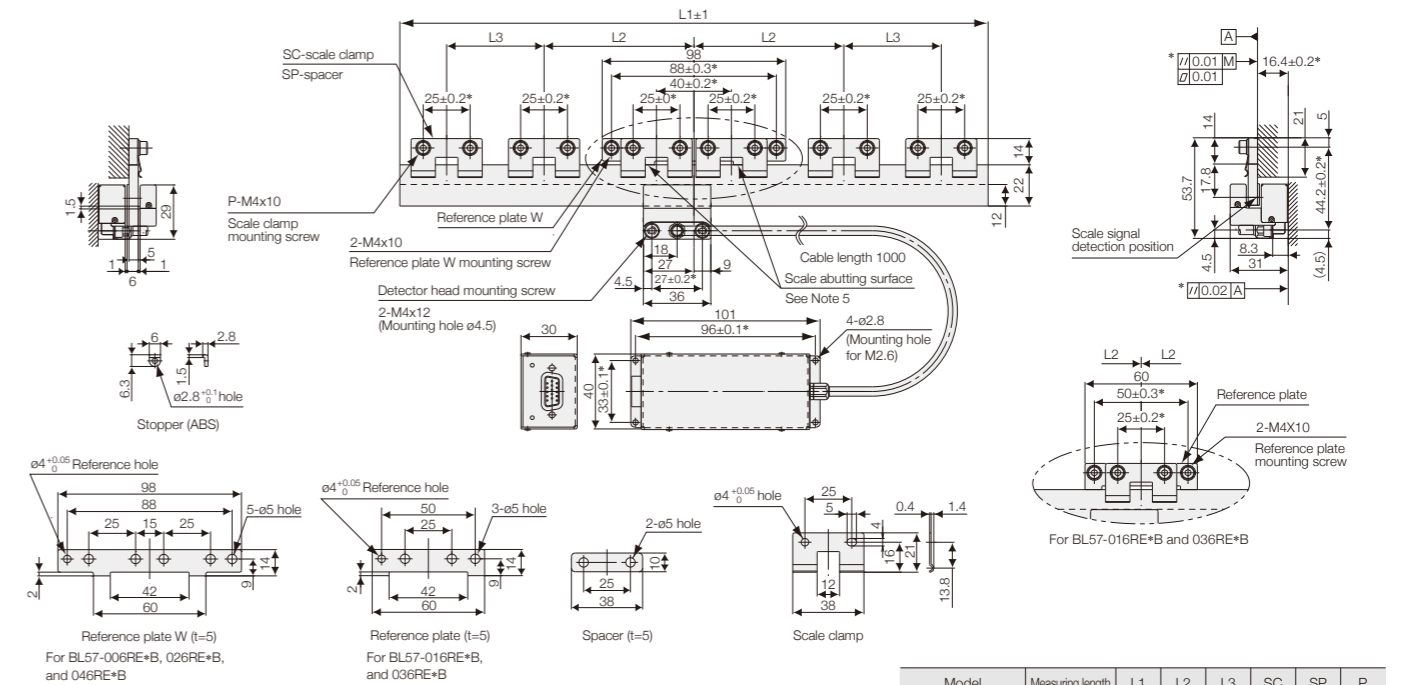 L1±1
L3
L2
L2
L3
98
88±0.3*
40±0.2*
25±0.2*
25±0.2*
25±0*
25±0.2*
25±0.2*
25±0.2*
SC-scale clamp
SP-spacer
14
22
12
P-M4x10
Scale clamp
mounting screw
Reference plate W
2-M4x10
Reference plate W mounting screw
Detector head mounting screw
2-M4x12
(Mounting hole ø4.5)
18
27
9
4.5
27±0.2*
36
Cable length 1000
Scale abutting surface
See Note 5
1.5
29
5
1
1
6
A
* // 0.01 M
0.01
16.4±0.2*
5
21
14
17.8
53.7
44.2±0.2*
Scale signal
detection position
4.5
8.3
31
(4.5)
* // 0.02 A
6
2.8
6.3
1.5
ø2.8 +0.1 0 hole
Stopper (ABS)
30
101
96±0.1*
40
33±0.1*
4-ø2.8
(Mounting hole
for M2.6)
L2
L2
60
50±0.3*
25±0.2*
Reference plate
2-M4X10
Reference plate
mounting screw
For BL57-016RE*B and 036RE*B
ø4 +0.05 0 Reference hole
98
88
25
15
25
5-ø5 hole
14
9
2
42
60
Reference plate W (t=5)
For BL57-006RE*B, 026RE*B,
and 046RE*B
ø4 +0.05 0 Reference hole
50
25
3-ø5 hole
14
9
2
42
60
Reference plate (t=5)
For BL57-016RE*B,
and 036RE*B
2-ø5 hole
10
25
38
Spacer (t=5)
ø4 +0.05 0 hole
25
5
4
16
21
12
38
0.4
1.4
13.8
Scale clamp
Model Measuring length L1 L2 L3 SC SP P